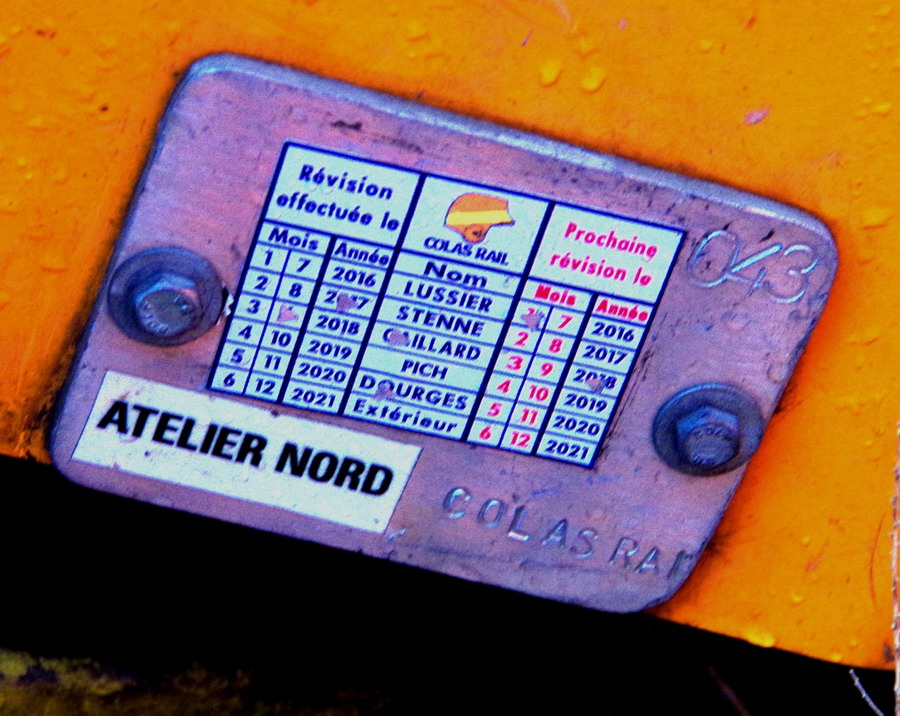 Révision effectuée le
COLAS RAIL
Prochaine révision le
Mois Année Nom Mois Année
1 7 2016 LUSSIER 7 2016
2 8 STENNE 2 8 2017
3 2018 GAILLARD 3 9
4 10 2019 PICH 4 10 2019
5 11 2020 DOURGES 5 11 2020
6 12 2021 Extérieur 6 12 2021
043
ATELIER NORD
COLAS RAI